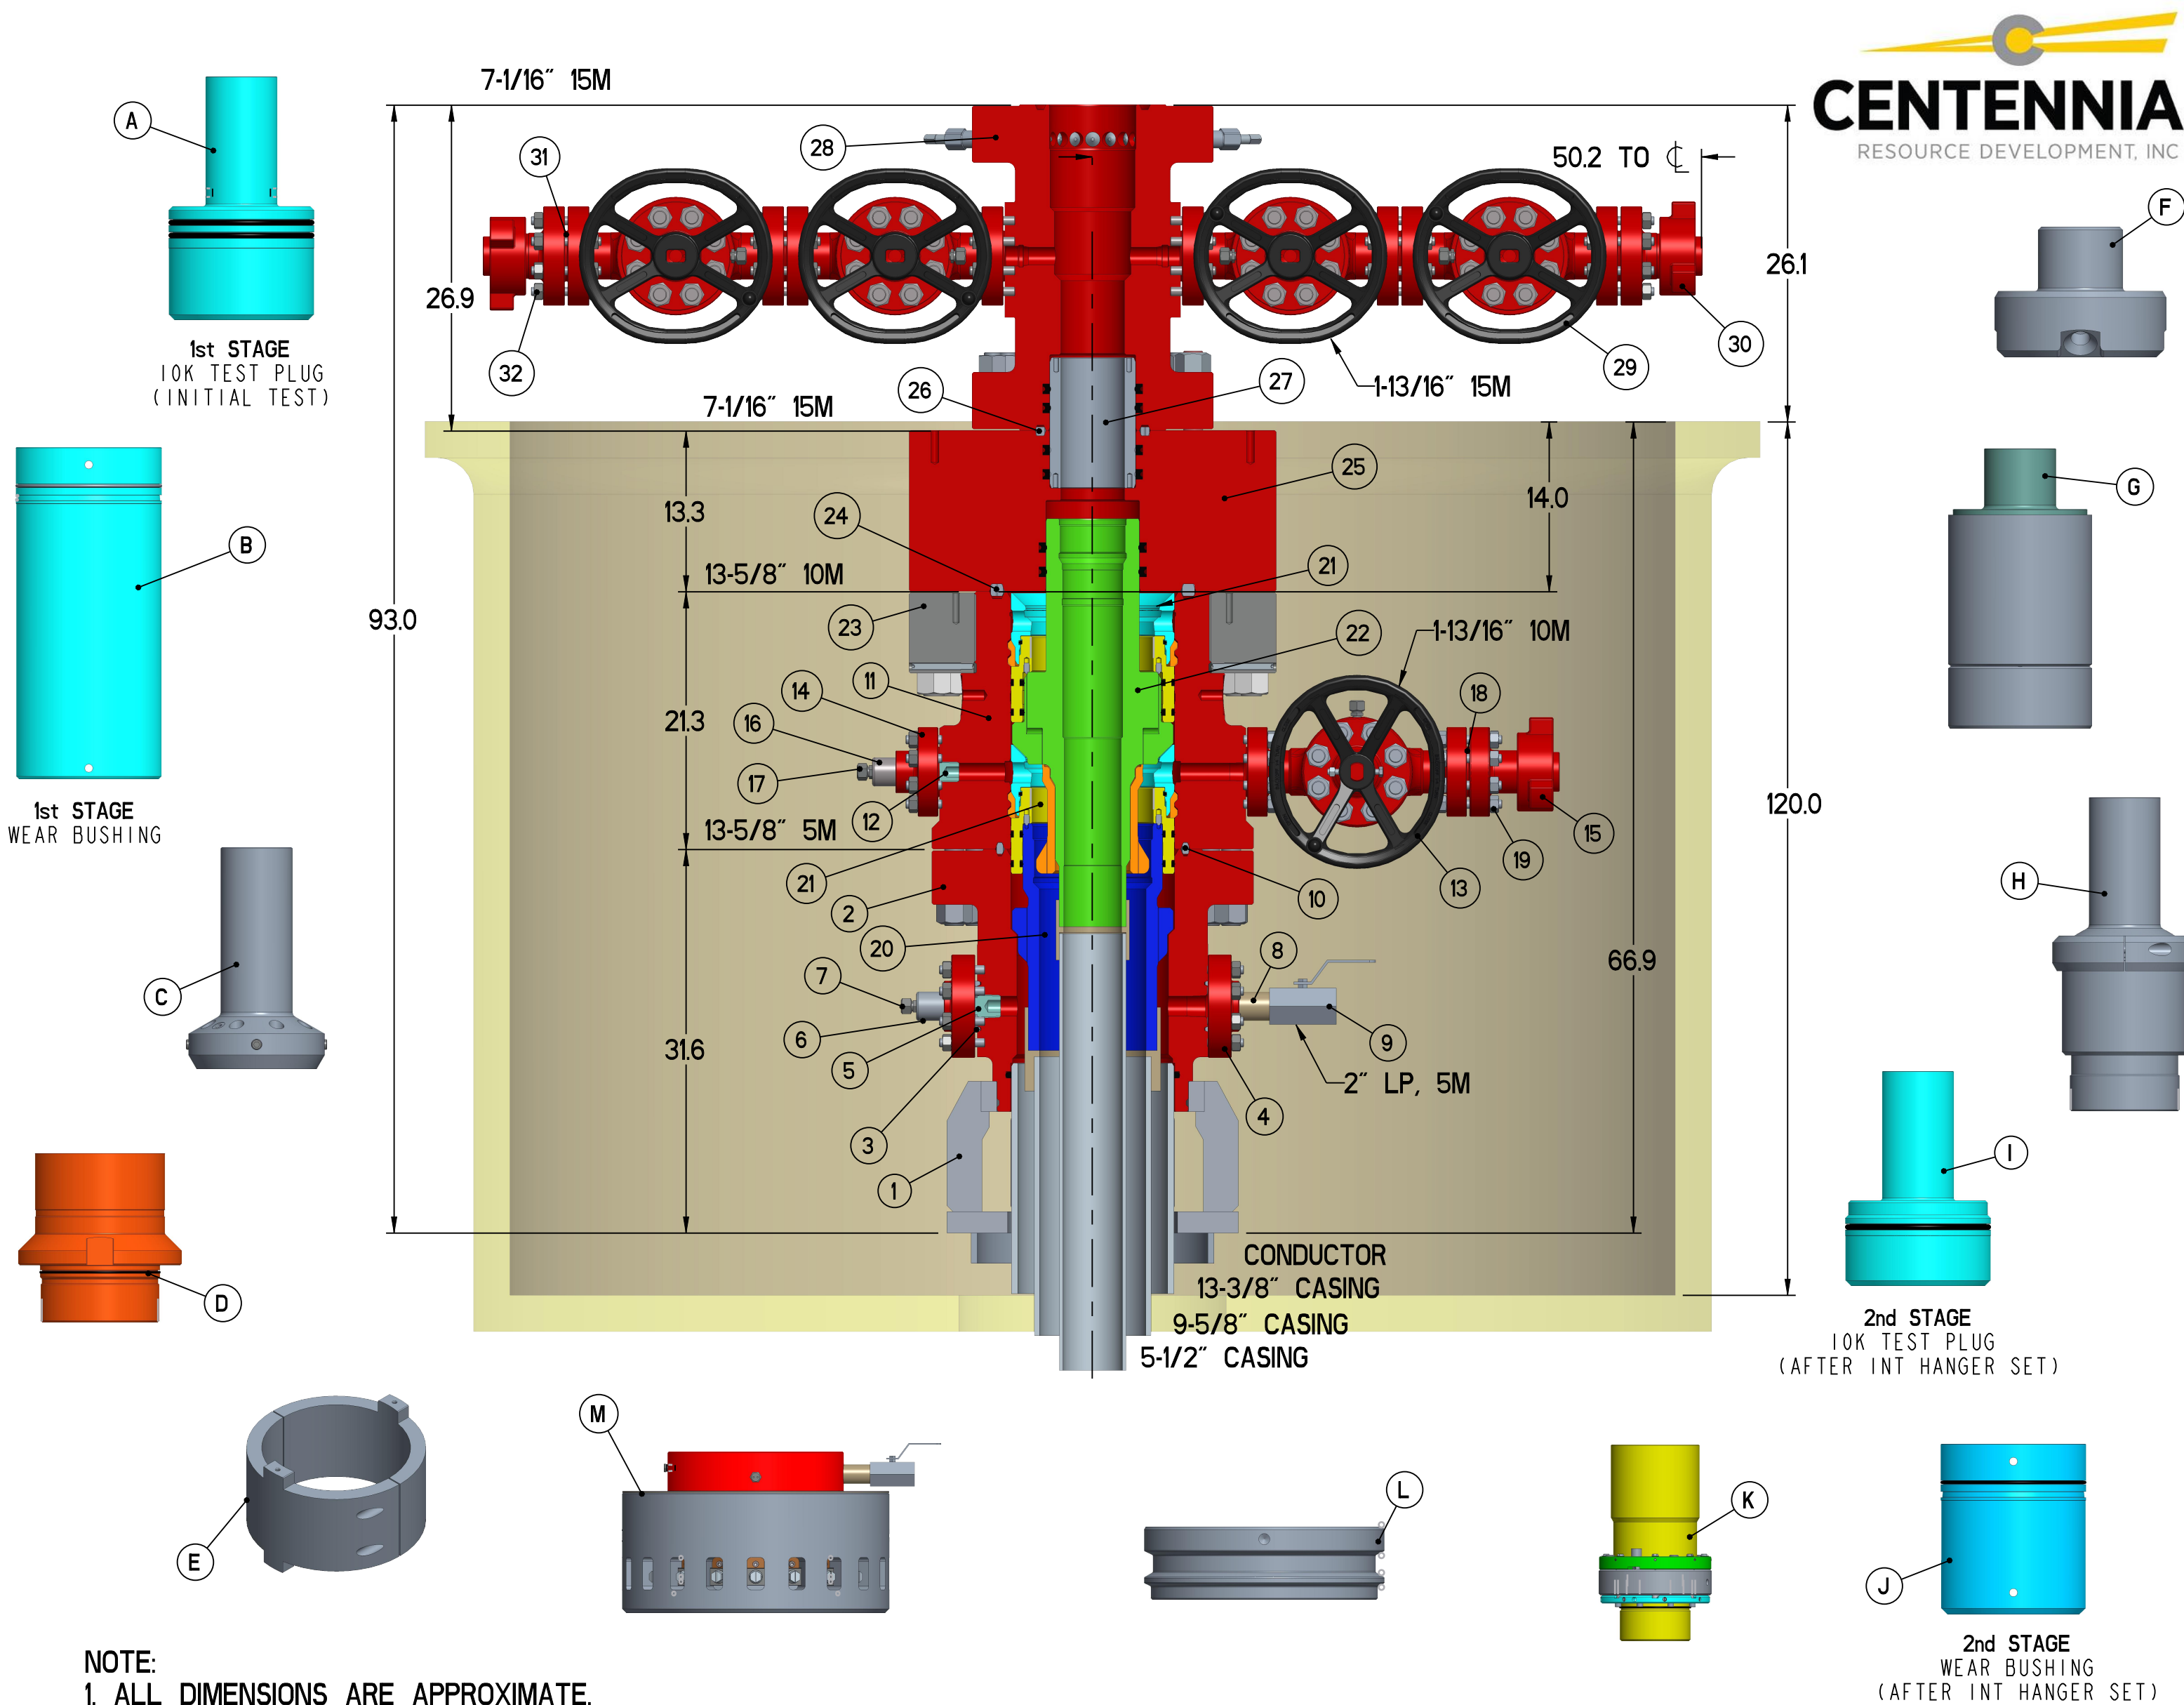 CENTENNIA
RESOURCE DEVELOPMENT, INC
7-1/16" 15M
A
28
31
50.2 TO ℄
F
26.9
26.1
1st STAGE
10K TEST PLUG
(INITIAL TEST)
32
26
27
1-13/16" 15M
29
30
7-1/16" 15M
25
G
B
13.3
24
14.0
13-5/8" 10M
21
93.0
23
22
1-13/16" 10M
14
11
18
16
21.3
17
12
120.0
1st STAGE
WEAR BUSHING
13-5/8" 5M
15
19
21
10
13
2
H
20
8
66.9
7
C
6
9
31.6
5
2" LP, 5M
4
3
I
1
CONDUCTOR
13-3/8" CASING
9-5/8" CASING
5-1/2" CASING
D
2nd STAGE
10K TEST PLUG
(AFTER INT HANGER SET)
M
L
K
E
J
2nd STAGE
WEAR BUSHING
(AFTER INT HANGER SET)
NOTE:
1. ALL DIMENSIONS ARE APPROXIMATE.